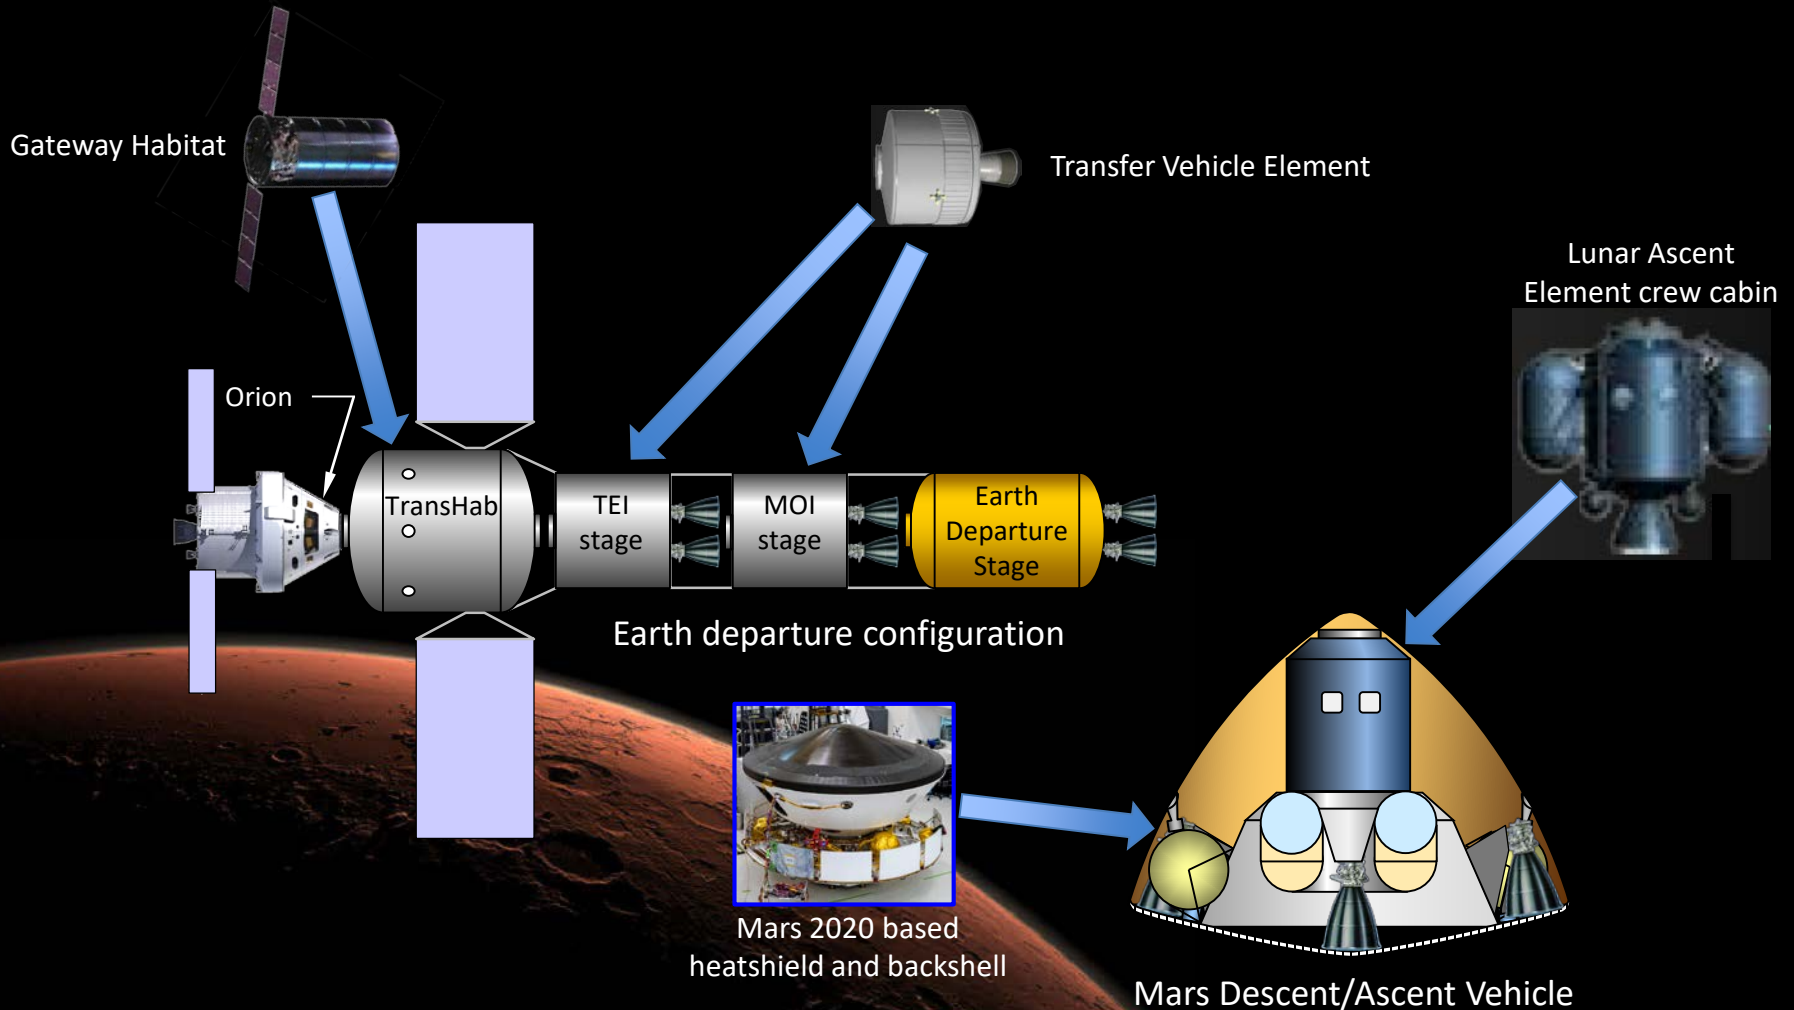 Gateway Habitat
Transfer Vehicle Element
Lunar Ascent
Element crew cabin
Orion
TransHab
TEI
stage
MOI
stage
Earth
Departure
Stage
Earth departure configuration
Mars 2020 based
heatshield and backshell
Mars Descent/Ascent Vehicle